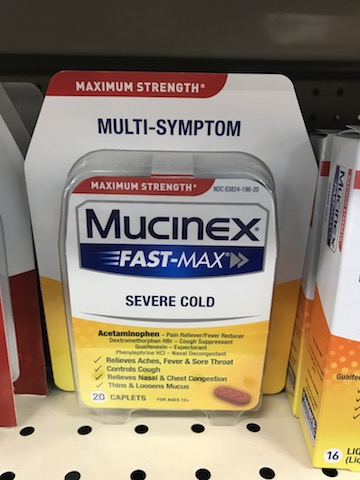 MAXIMUM STRENGTH*
MULTI-SYMPTOM
MAXIMUM STRENGTH*
NDC 63824-196-20
Mucinex®
FAST-MAX®
SEVERE COLD
Acetaminophen – Pain Reliever/Fever Reducer
Dextromethorphan HBr – Cough Suppressant
Guaifenesin – Expectorant
Phenylephrine HCl – Nasal Decongestant
✓ Relieves Aches, Fever & Sore Throat
✓ Controls Cough
✓ Relieves Nasal & Chest Congestion
✓ Thins & Loosens Mucus
20 CAPLETS
FOR AGES 12+
16